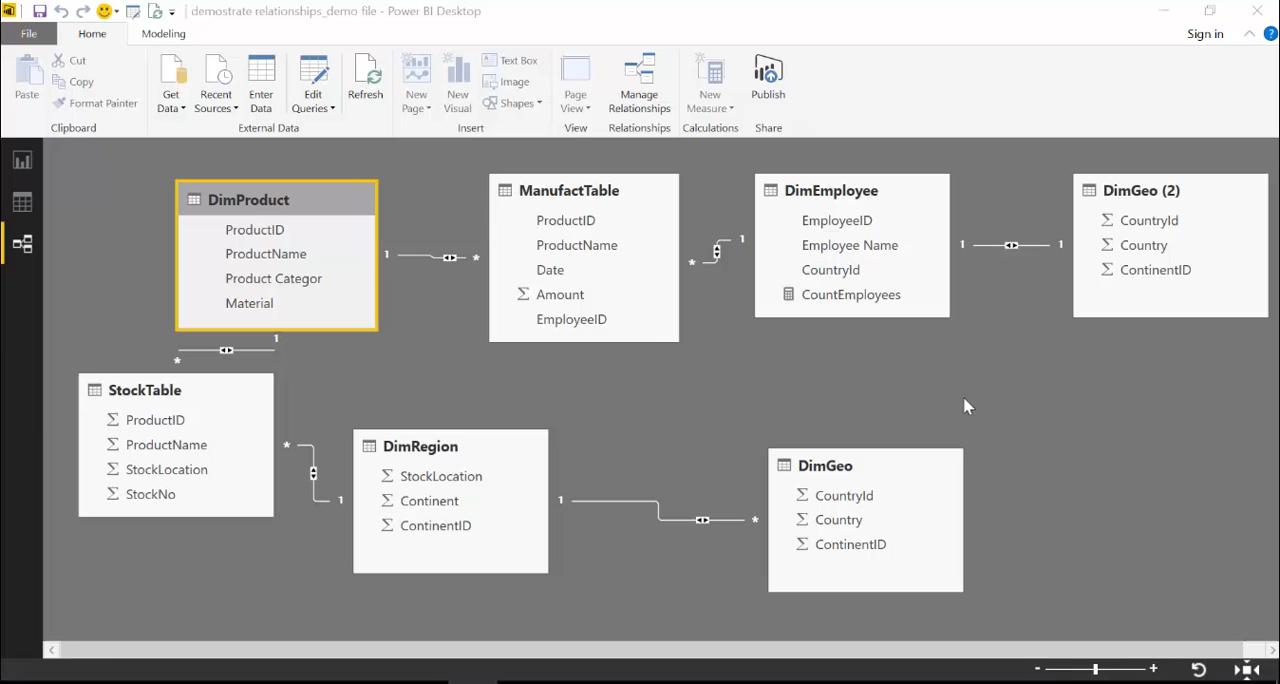 demostrate relationships_demo file - Power BI Desktop
File
Home
Modeling
Sign in
?
Paste
Cut
Copy
Format Painter
Clipboard
Get
Data
Recent
Sources
Enter
Data
Edit
Queries
Refresh
External Data
New
Page
New
Visual
Text Box
Image
Shapes
Insert
Page
View
View
Manage
Relationships
Relationships
New
Measure
Calculations
Publish
Share
DimProduct
ProductID
ProductName
Product Categor
Material
1
*
ManufactTable
ProductID
ProductName
Date
Σ Amount
EmployeeID
*
1
DimEmployee
EmployeeID
Employee Name
CountryId
CountEmployees
1
1
DimGeo (2)
Σ CountryId
Σ Country
Σ ContinentID
1
*
StockTable
Σ ProductID
Σ ProductName
Σ StockLocation
Σ StockNo
*
1
DimRegion
Σ StockLocation
Σ Continent
Σ ContinentID
1
*
DimGeo
Σ CountryId
Σ Country
Σ ContinentID
- +